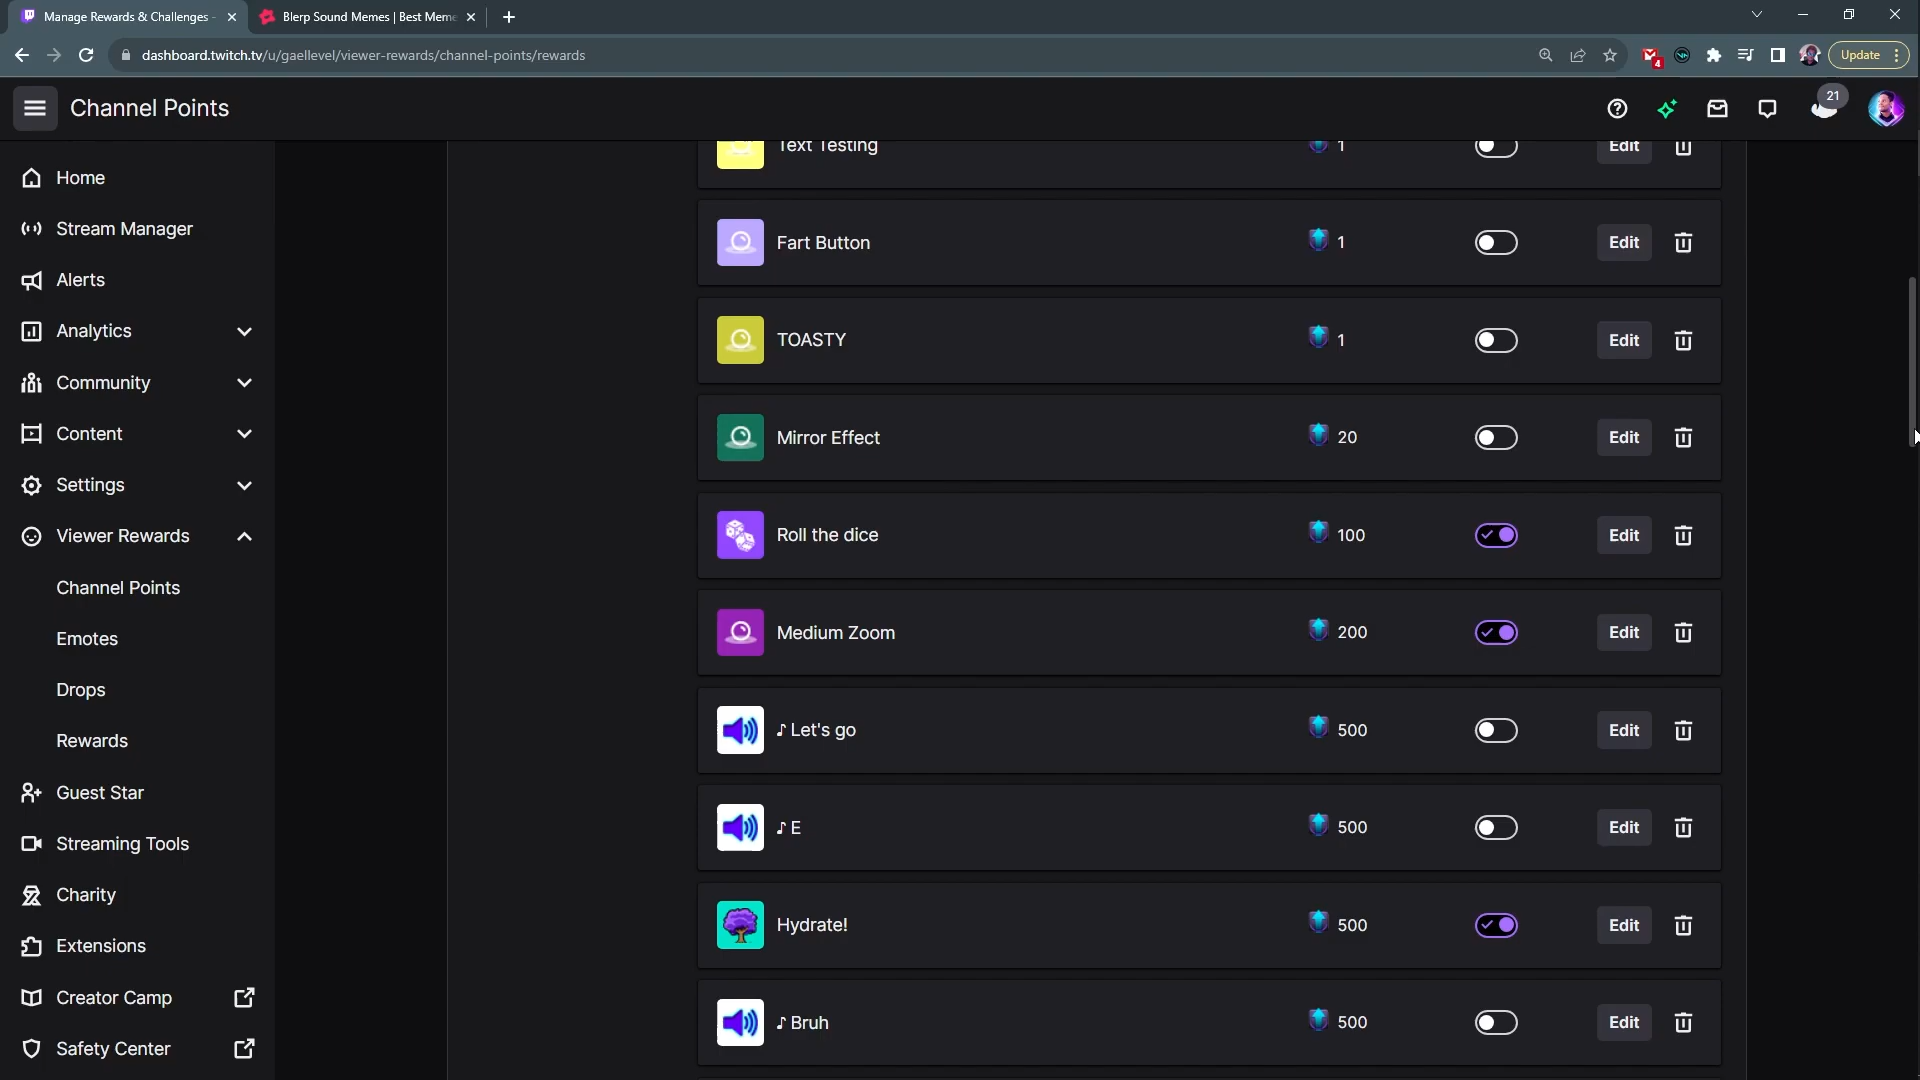 Manage Rewards & Challenges -
Blerp Sound Memes | Best Meme
dashboard.twitch.tv/u/gaellevel/viewer-rewards/channel-points/rewards
4
Update
Channel Points
21
Home
Stream Manager
Alerts
Analytics
Community
Content
Settings
Viewer Rewards
Channel Points
Emotes
Drops
Rewards
Guest Star
Streaming Tools
Charity
Extensions
Creator Camp
Safety Center
Text Testing 1 Edit
Fart Button 1 Edit
TOASTY 1 Edit
Mirror Effect 20 Edit
Roll the dice 100 Edit
Medium Zoom 200 Edit
♪ Let's go 500 Edit
♪ E 500 Edit
Hydrate! 500 Edit
♪ Bruh 500 Edit